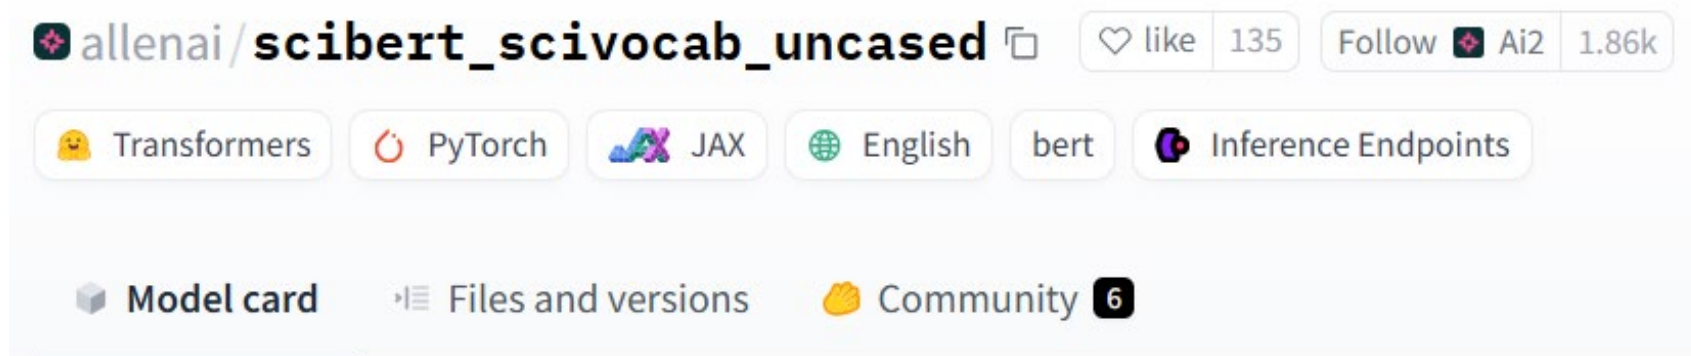 allenai/scibert_scivocab_uncased like 135 Follow Ai2 1.86k
Transformers PyTorch JAX English bert Inference Endpoints
Model card Files and versions Community 6